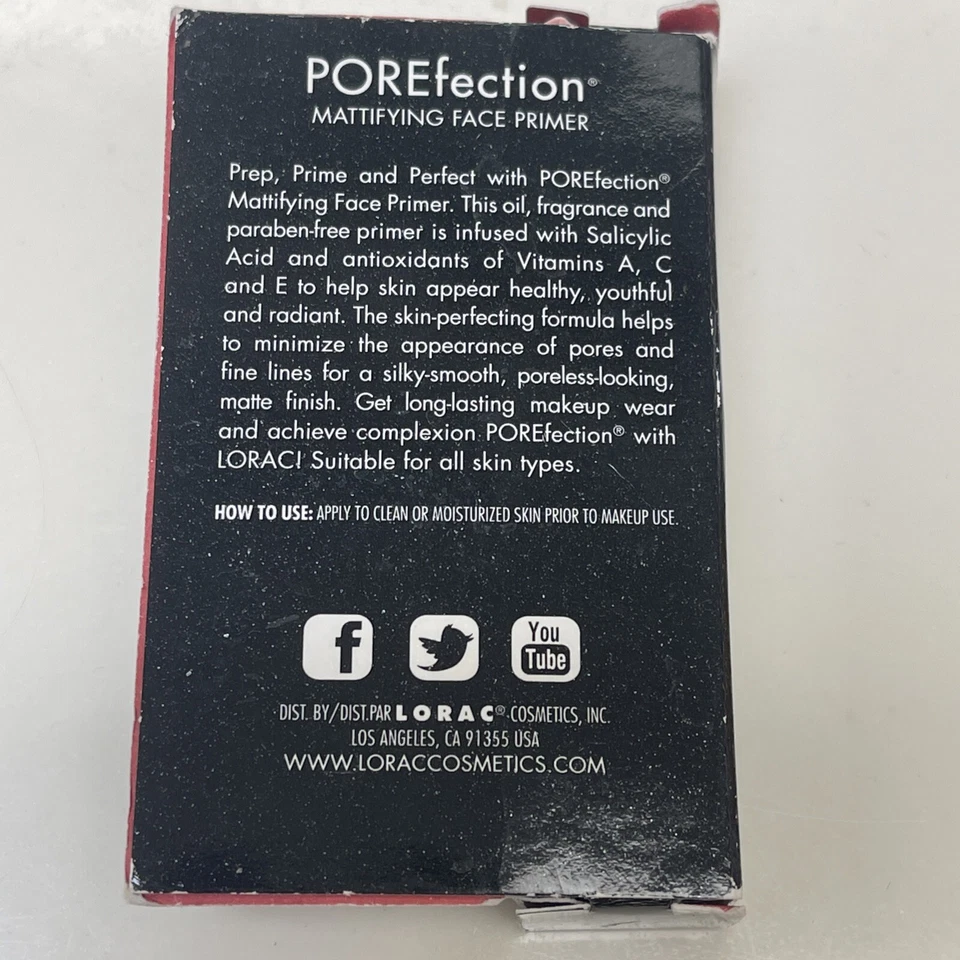 POREfection®
MATTIFYING FACE PRIMER
Prep, Prime and Perfect with POREfection®
Mattifying Face Primer. This oil, fragrance and
paraben-free primer is infused with Salicylic
Acid and antioxidants of Vitamins A, C
and E to help skin appear healthy, youthful
and radiant. The skin-perfecting formula helps
to minimize the appearance of pores and
fine lines for a silky-smooth, poreless-looking,
matte finish. Get long-lasting makeup wear
and achieve complexion POREfection® with
LORAC! Suitable for all skin types.
HOW TO USE: APPLY TO CLEAN OR MOISTURIZED SKIN PRIOR TO MAKEUP USE.
f
You
Tube
DIST. BY/DIST.PAR LORAC® COSMETICS, INC.
LOS ANGELES, CA 91355 USA
WWW.LORACCOSMETICS.COM